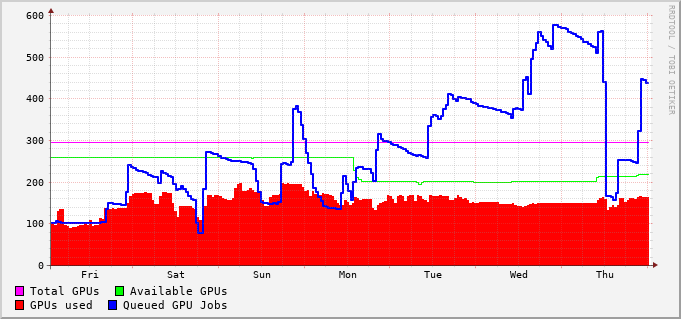 600
500
400
300
200
100
0
Fri Sat Sun Mon Tue Wed Thu
Total GPUs Available GPUs
GPUs used Queued GPU Jobs
RRDTOOL / TOBI OETIKER